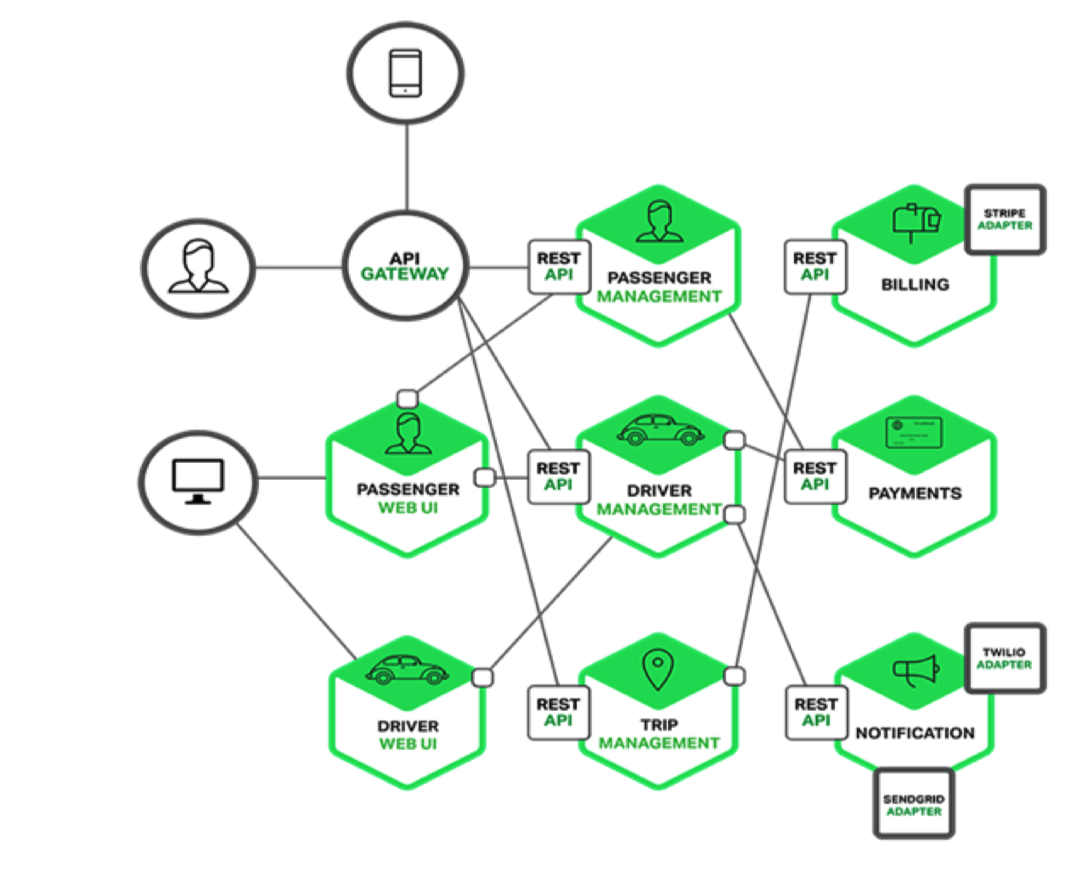 API
GATEWAY
REST
API
PASSENGER
MANAGEMENT
REST
API
BILLING
STRIPE
ADAPTER
PASSENGER
WEB UI
REST
API
DRIVER
MANAGEMENT
REST
API
PAYMENTS
DRIVER
WEB UI
REST
API
TRIP
MANAGEMENT
REST
API
NOTIFICATION
TWILIO
ADAPTER
SENDGRID
ADAPTER